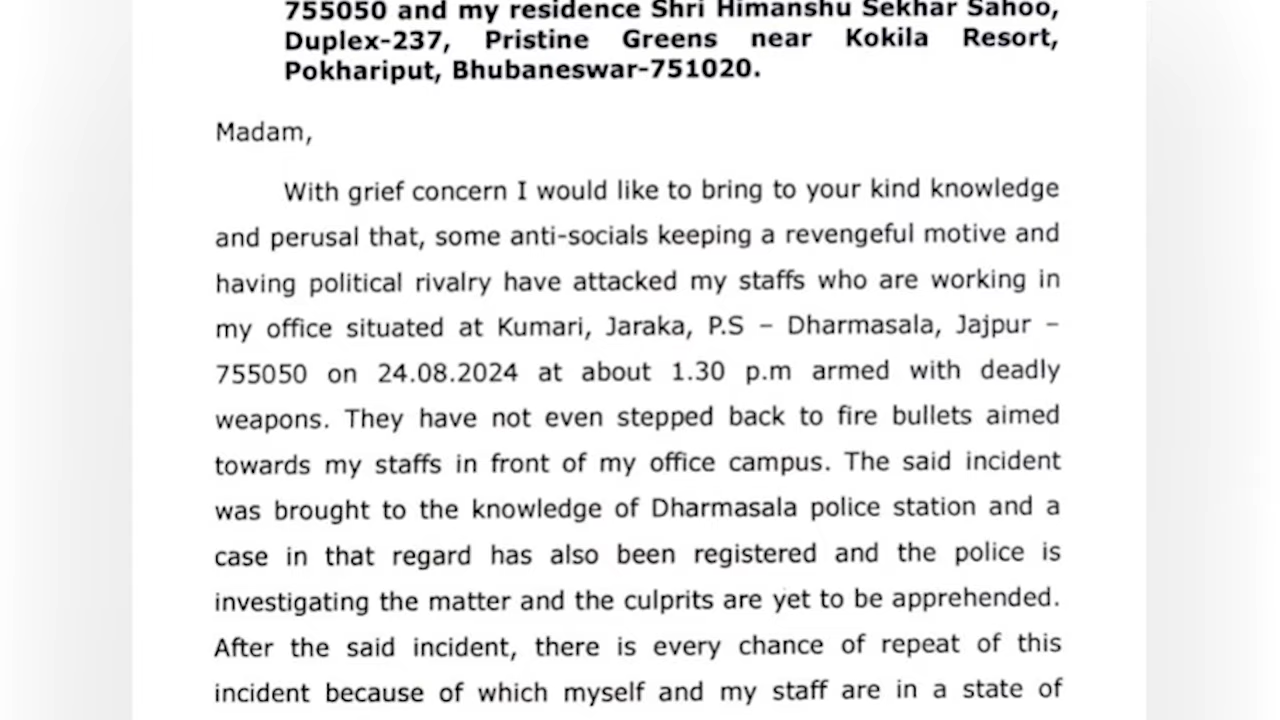 755050 and my residence Shri Himanshu Sekhar Sahoo,
Duplex-237, Pristine Greens near Kokila Resort,
Pokhariput, Bhubaneswar-751020.
Madam,
With grief concern I would like to bring to your kind knowledge
and perusal that, some anti-socials keeping a revengeful motive and
having political rivalry have attacked my staffs who are working in
my office situated at Kumari, Jaraka, P.S – Dharmasala, Jajpur –
755050 on 24.08.2024 at about 1.30 p.m armed with deadly
weapons. They have not even stepped back to fire bullets aimed
towards my staffs in front of my office campus. The said incident
was brought to the knowledge of Dharmasala police station and a
case in that regard has also been registered and the police is
investigating the matter and the culprits are yet to be apprehended.
After the said incident, there is every chance of repeat of this
incident because of which myself and my staff are in a state of